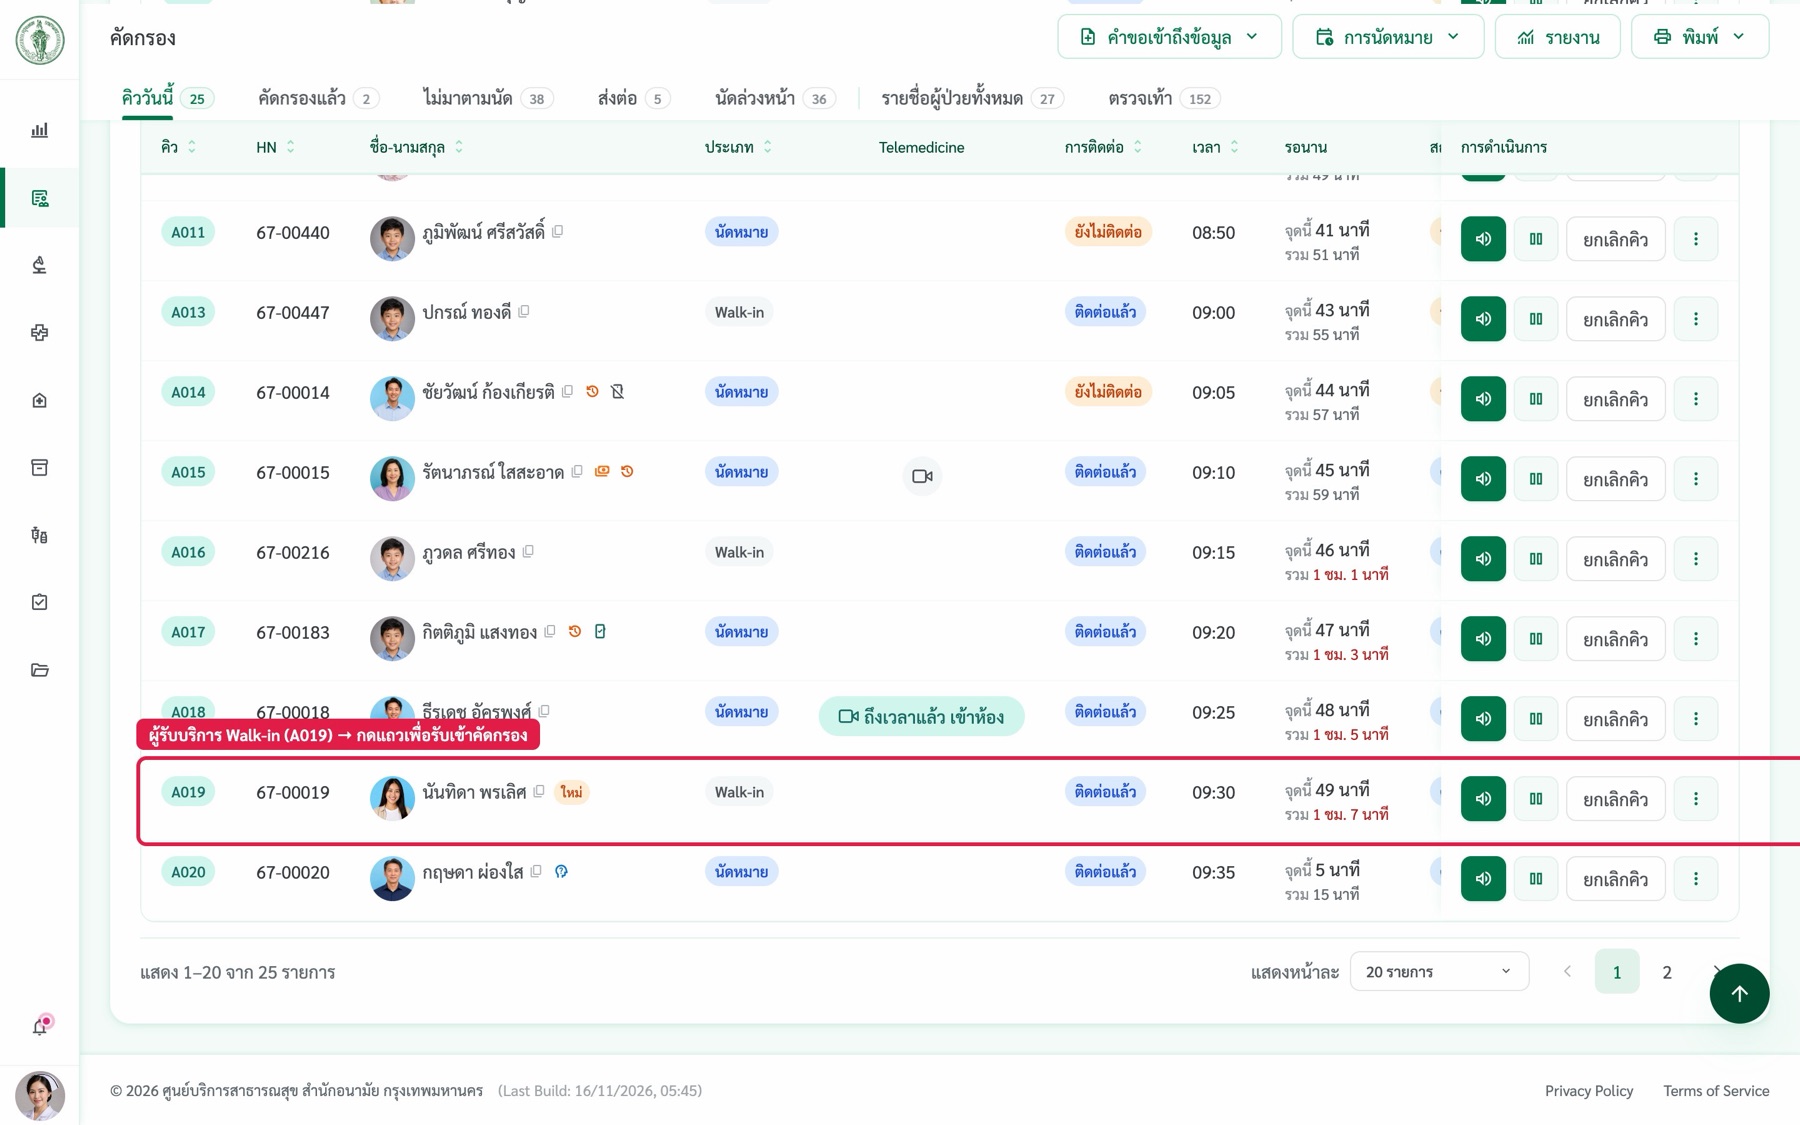 คัดกรอง
คำขอเข้าถึงข้อมูล
การนัดหมาย
รายงาน
พิมพ์
คิววันนี้ 25
คัดกรองแล้ว 2
ไม่มาตามนัด 38
ส่งต่อ 5
นัดล่วงหน้า 36
รายชื่อผู้ป่วยทั้งหมด 27
ตรวจเท้า 152
คิว HN ชื่อ-นามสกุล ประเภท Telemedicine การติดต่อ เวลา รอนาน การดำเนินการ
รวม 49 นาที
A011 67-00440 ภูมิพัฒน์ ศรีสวัสดิ์ นัดหมาย ยังไม่ติดต่อ 08:50 จุดนี้ 41 นาที ยกเลิกคิว
รวม 51 นาที
A013 67-00447 ปกรณ์ ทองดี Walk-in ติดต่อแล้ว 09:00 จุดนี้ 43 นาที ยกเลิกคิว
รวม 55 นาที
A014 67-00014 ชัยวัฒน์ ก้องเกียรติ นัดหมาย ยังไม่ติดต่อ 09:05 จุดนี้ 44 นาที ยกเลิกคิว
รวม 57 นาที
A015 67-00015 รัตนาภรณ์ ใสสะอาด นัดหมาย ติดต่อแล้ว 09:10 จุดนี้ 45 นาที ยกเลิกคิว
รวม 59 นาที
A016 67-00216 ภูวดล ศรีทอง Walk-in ติดต่อแล้ว 09:15 จุดนี้ 46 นาที ยกเลิกคิว
รวม 1 ชม. 1 นาที
A017 67-00183 กิตติภูมิ แสงทอง นัดหมาย ติดต่อแล้ว 09:20 จุดนี้ 47 นาที ยกเลิกคิว
รวม 1 ชม. 3 นาที
A018 67-00018 ธีรเดช อัครพงศ์ นัดหมาย ถึงเวลาแล้ว เข้าห้อง ติดต่อแล้ว 09:25 จุดนี้ 48 นาที ยกเลิกคิว
รวม 1 ชม. 5 นาที
ผู้รับบริการ Walk-in (A019) → กดแถวเพื่อรับเข้าคัดกรอง
A019 67-00019 นันทิดา พรเลิศ ใหม่ Walk-in ติดต่อแล้ว 09:30 จุดนี้ 49 นาที ยกเลิกคิว
รวม 1 ชม. 7 นาที
A020 67-00020 กฤษดา ผ่องใส นัดหมาย ติดต่อแล้ว 09:35 จุดนี้ 5 นาที ยกเลิกคิว
รวม 15 นาที
แสดง 1–20 จาก 25 รายการ
แสดงหน้าละ 20 รายการ 1 2
© 2026 ศูนย์บริการสาธารณสุข สำนักอนามัย กรุงเทพมหานคร (Last Build: 16/11/2026, 05:45)
Privacy Policy Terms of Service